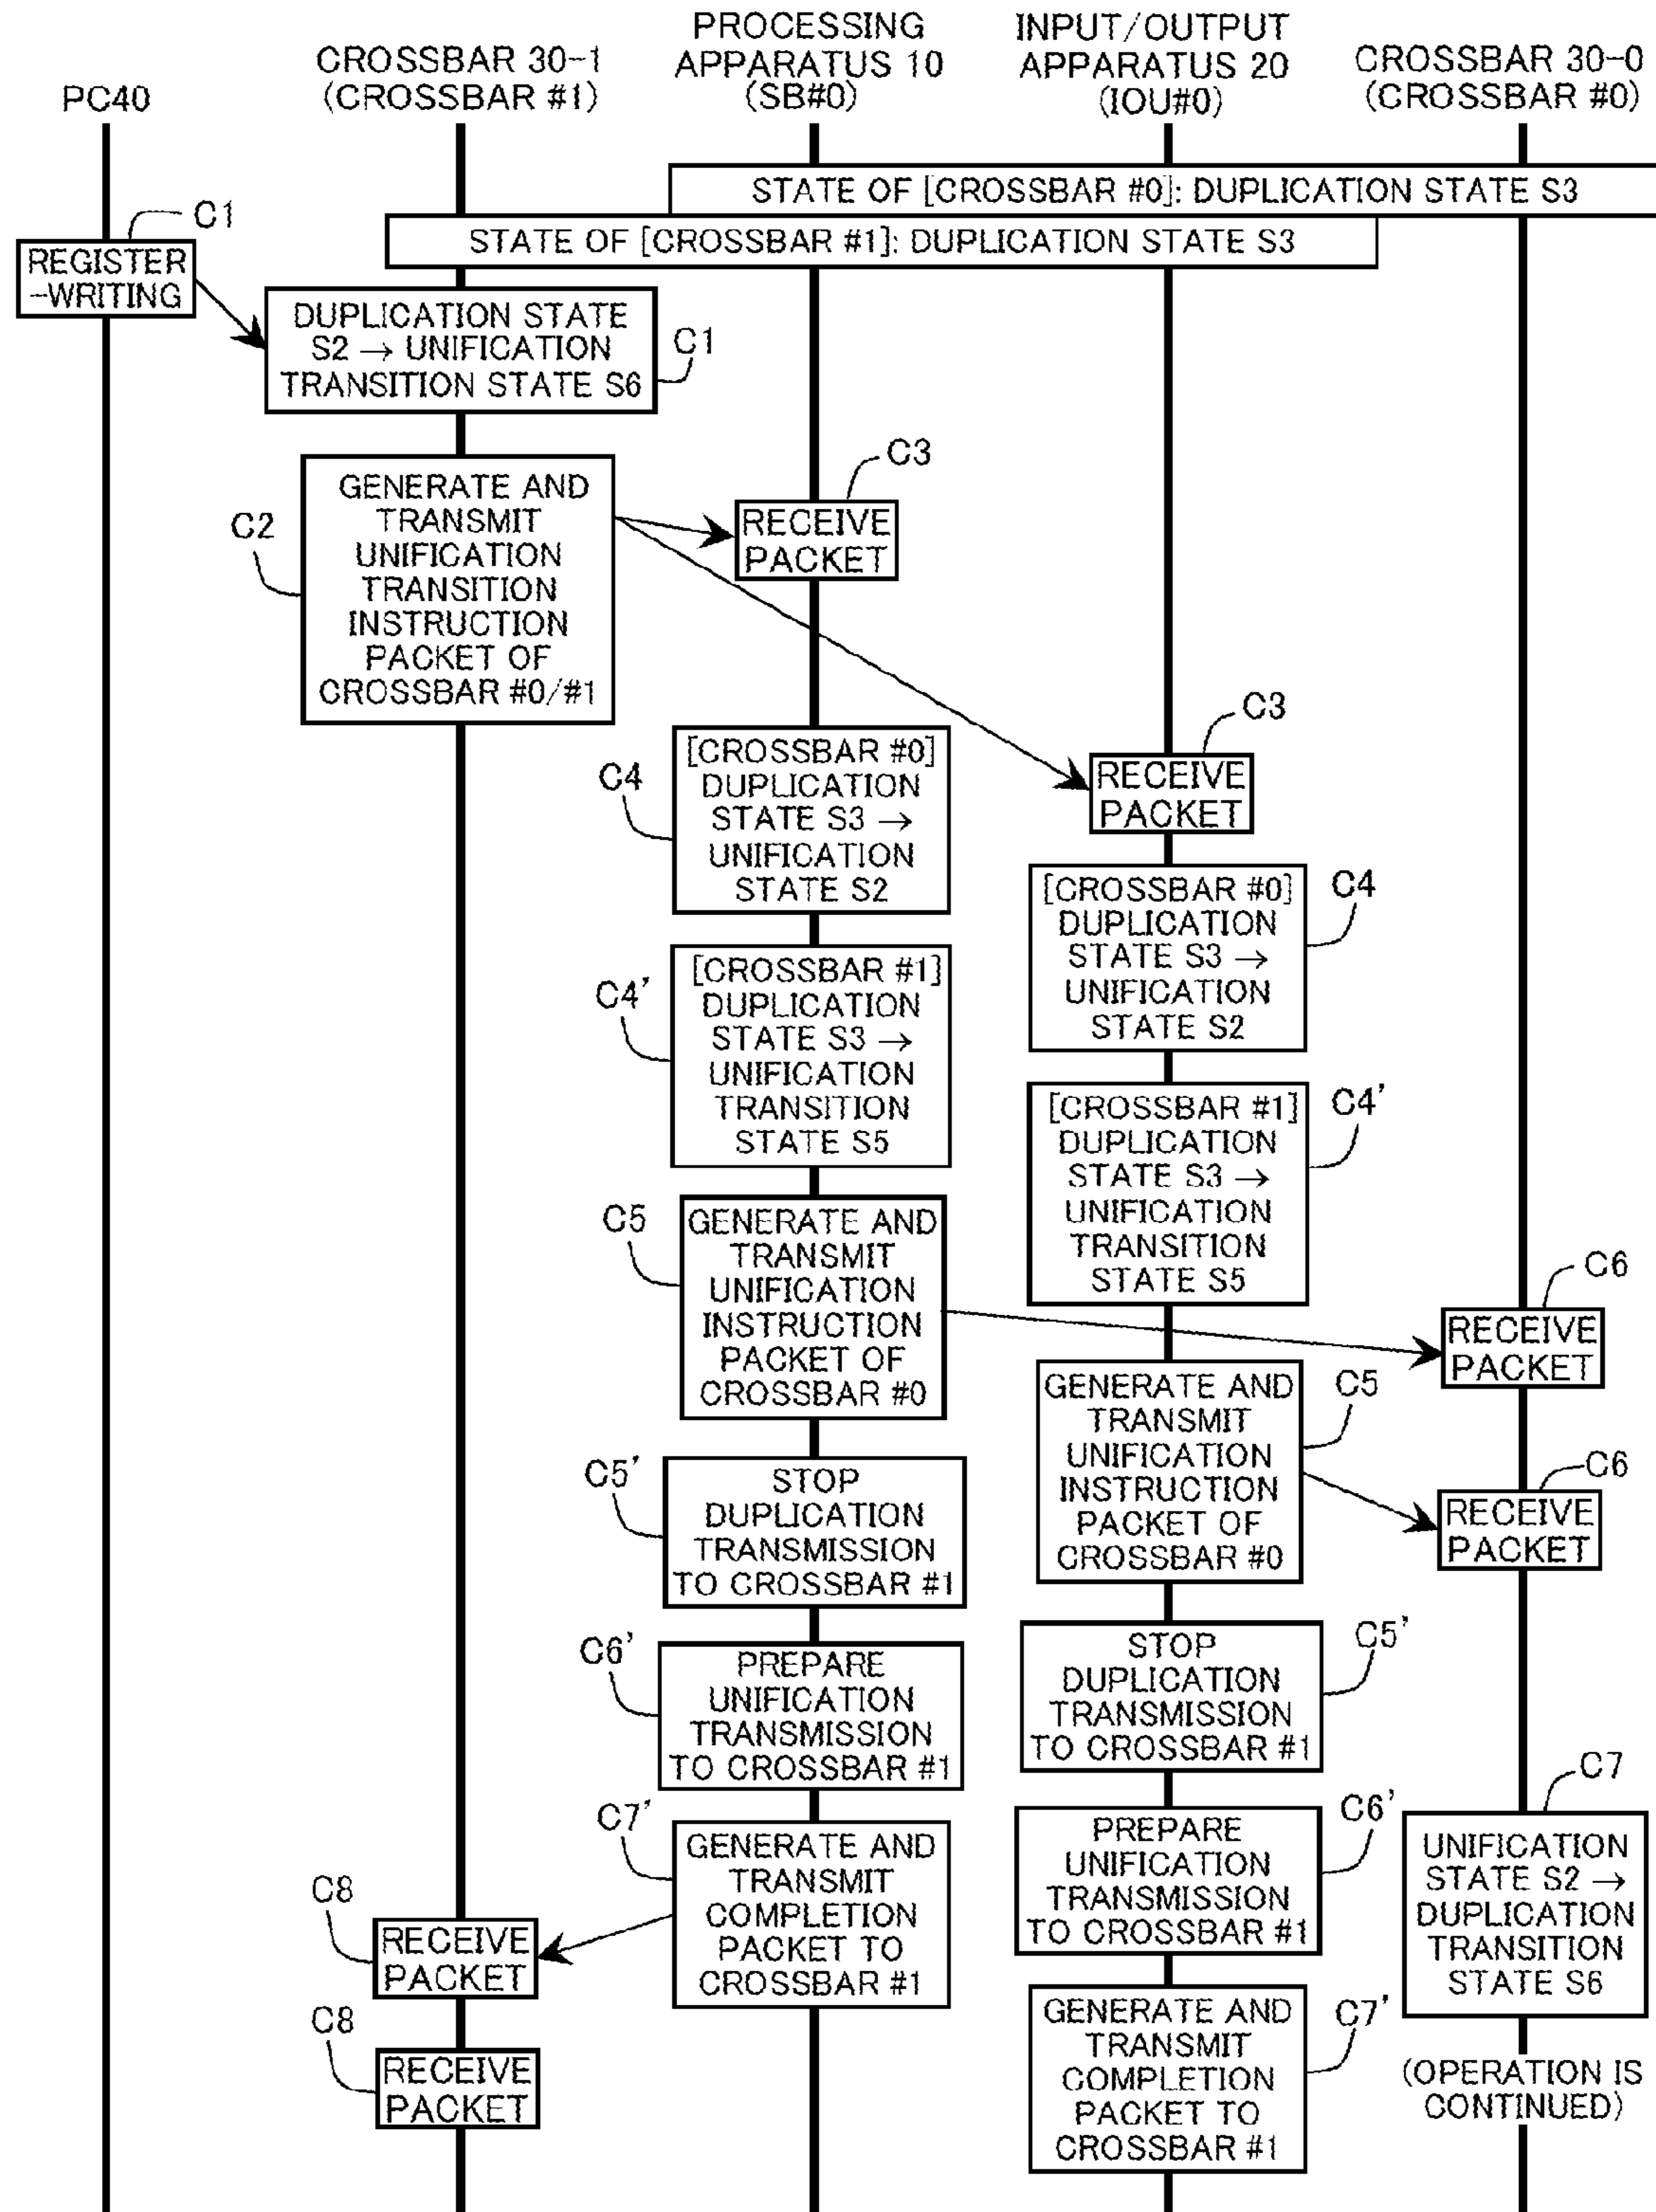 PC40
CROSSBAR 30-1
(CROSSBAR #1)
PROCESSING
APPARATUS 10
(SB#0)
INPUT/OUTPUT
APPARATUS 20
(IOU#0)
CROSSBAR 30-0
(CROSSBAR #0)
STATE OF [CROSSBAR #0]: DUPLICATION STATE S3
STATE OF [CROSSBAR #1]: DUPLICATION STATE S3
C1
REGISTER
-WRITING
DUPLICATION STATE
S2 → UNIFICATION
TRANSITION STATE S6
C1
C2
GENERATE AND
TRANSMIT
UNIFICATION
TRANSITION
INSTRUCTION
PACKET OF
CROSSBAR #0/#1
C3
RECEIVE
PACKET
C3
RECEIVE
PACKET
C4
[CROSSBAR #0]
DUPLICATION
STATE S3 →
UNIFICATION
STATE S2
C4
[CROSSBAR #0]
DUPLICATION
STATE S3 →
UNIFICATION
STATE S2
C4'
[CROSSBAR #1]
DUPLICATION
STATE S3 →
UNIFICATION
TRANSITION
STATE S5
C4'
[CROSSBAR #1]
DUPLICATION
STATE S3 →
UNIFICATION
TRANSITION
STATE S5
C5
GENERATE AND
TRANSMIT
UNIFICATION
INSTRUCTION
PACKET OF
CROSSBAR #0
C6
RECEIVE
PACKET
C5
GENERATE AND
TRANSMIT
UNIFICATION
INSTRUCTION
PACKET OF
CROSSBAR #0
C6
RECEIVE
PACKET
C5'
STOP
DUPLICATION
TRANSMISSION
TO CROSSBAR #1
C5'
STOP
DUPLICATION
TRANSMISSION
TO CROSSBAR #1
C6'
PREPARE
UNIFICATION
TRANSMISSION
TO CROSSBAR #1
C6'
PREPARE
UNIFICATION
TRANSMISSION
TO CROSSBAR #1
C7
UNIFICATION
STATE S2 →
DUPLICATION
TRANSITION
STATE S6
C7'
GENERATE AND
TRANSMIT
COMPLETION
PACKET TO
CROSSBAR #1
C8
RECEIVE
PACKET
C8
RECEIVE
PACKET
C7'
GENERATE AND
TRANSMIT
COMPLETION
PACKET TO
CROSSBAR #1
(OPERATION IS
CONTINUED)